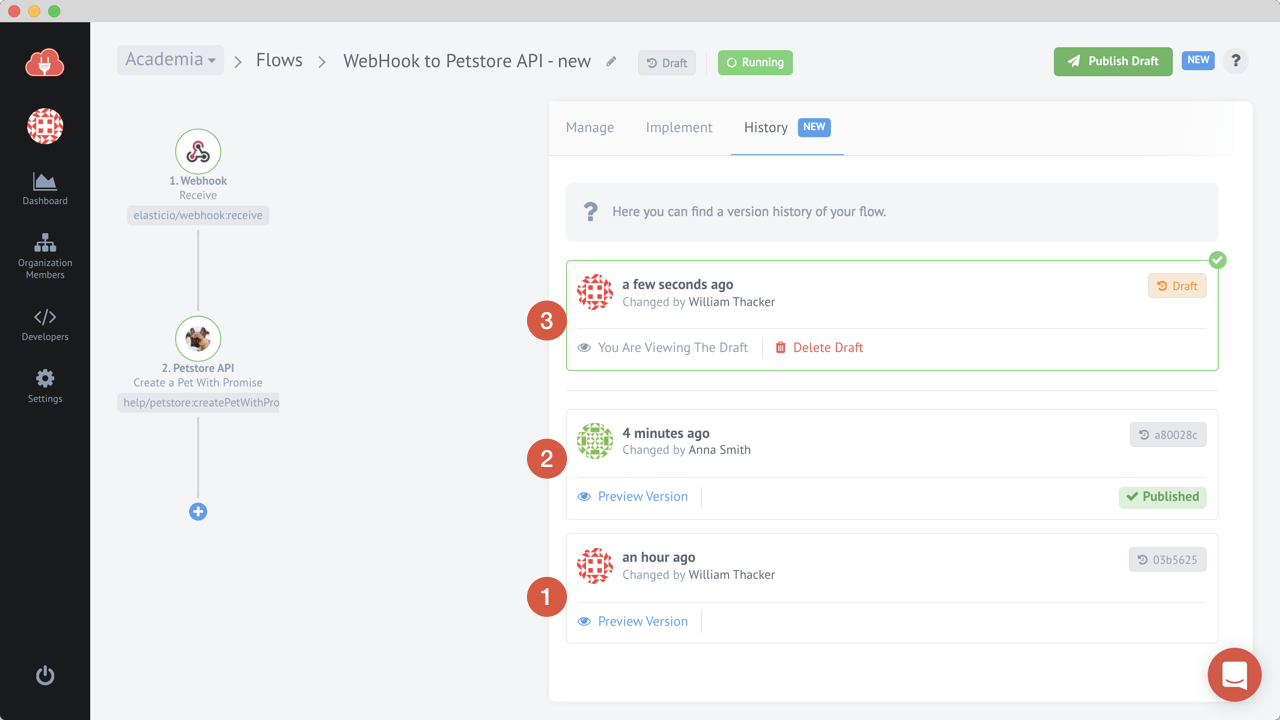 Academia
Flows
WebHook to Petstore API - new
Draft
Running
Publish Draft
NEW
?
Dashboard
Organization
Members
Developers
Settings
1. Webhook
Receive
elasticio/webhook:receive
2. Petstore API
Create a Pet With Promise
help/petstore:createPetWithPro
Manage
Implement
History
NEW
? Here you can find a version history of your flow.
3
a few seconds ago
Changed by William Thacker
Draft
You Are Viewing The Draft
Delete Draft
2
4 minutes ago
Changed by Anna Smith
a80028c
Preview Version
Published
1
an hour ago
Changed by William Thacker
03b5625
Preview Version